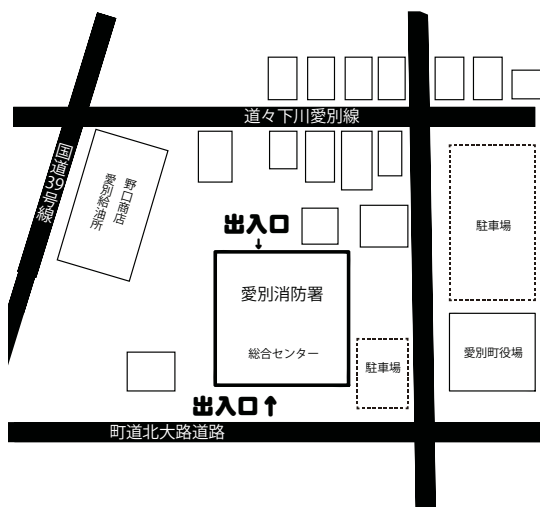 道々下川愛別線
国道39号線
野口商店
愛別給油所
出入口
↓
駐車場
愛別消防署
総合センター
駐車場
愛別町役場
出入口↑
町道北大路道路